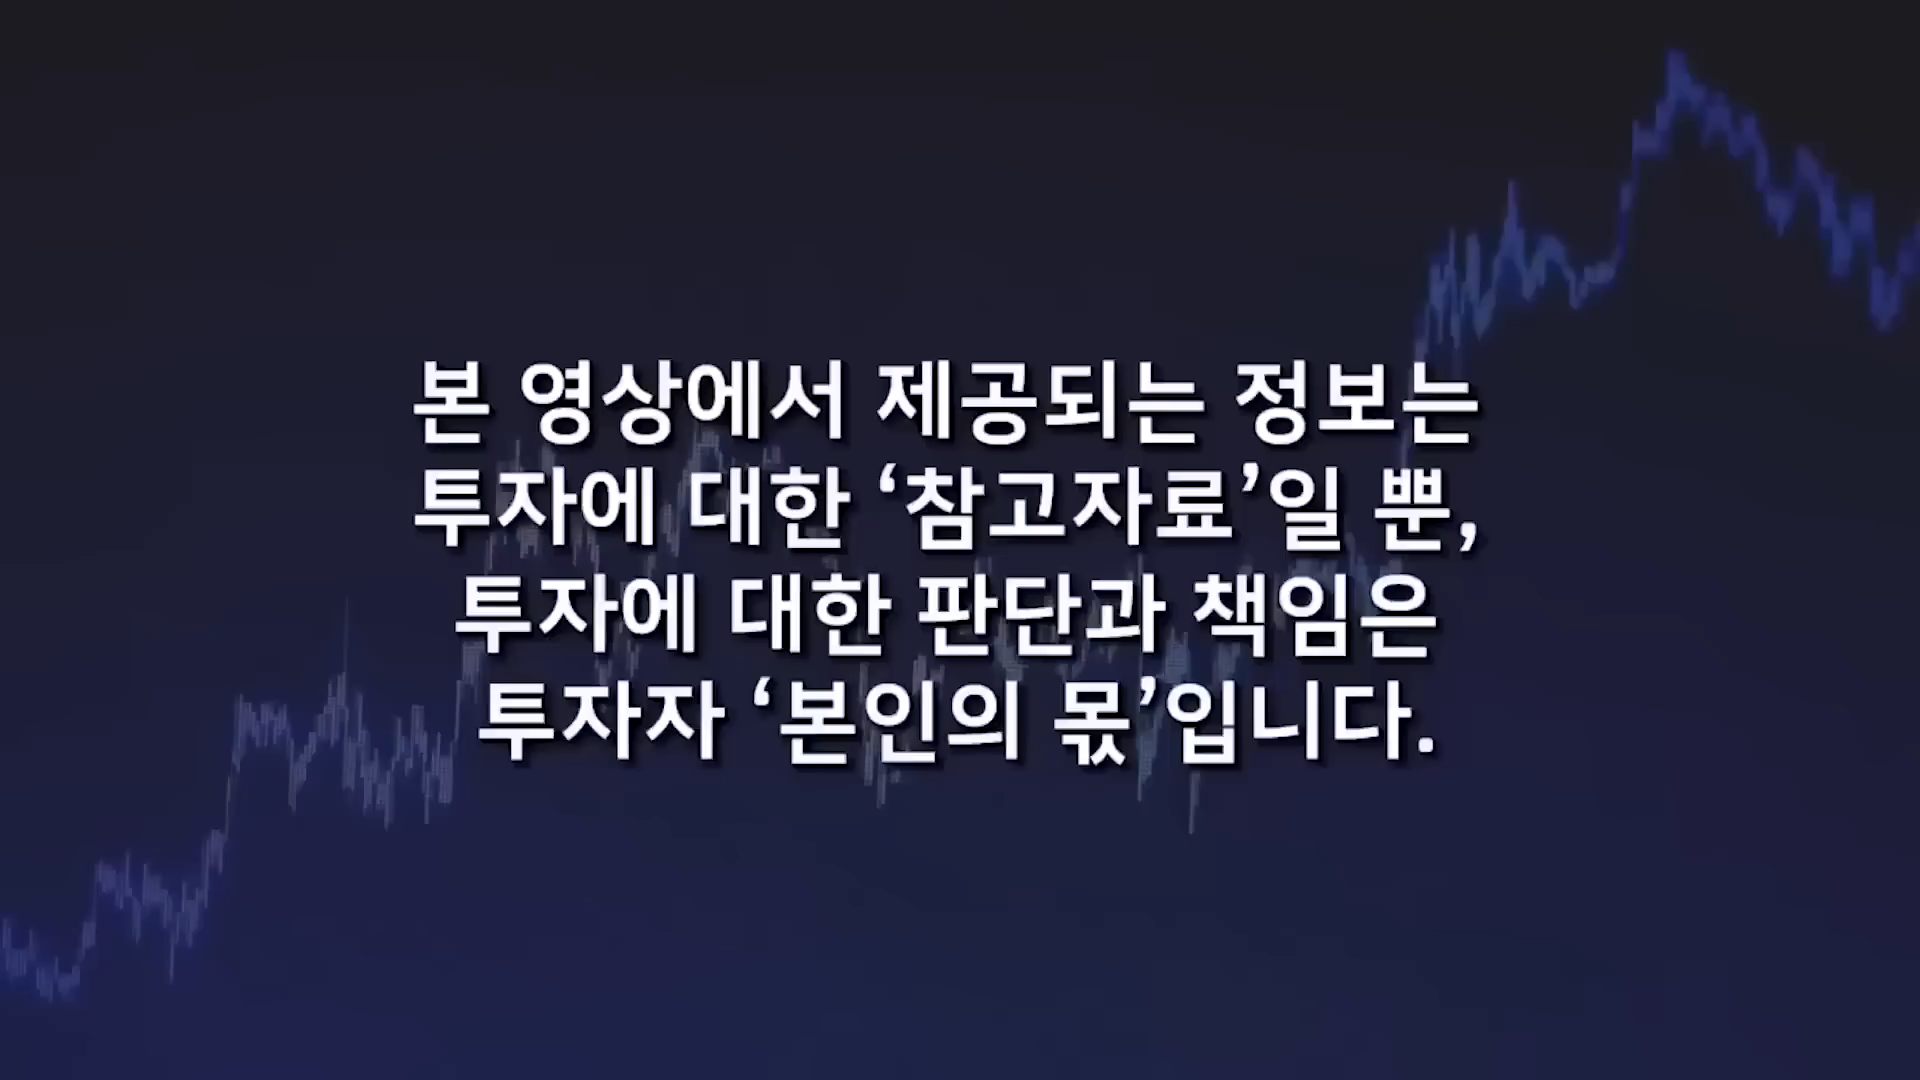 본 영상에서 제공되는 정보는
투자에 대한 ‘참고자료’일 뿐,
투자에 대한 판단과 책임은
투자자 ‘본인의 몫’입니다.